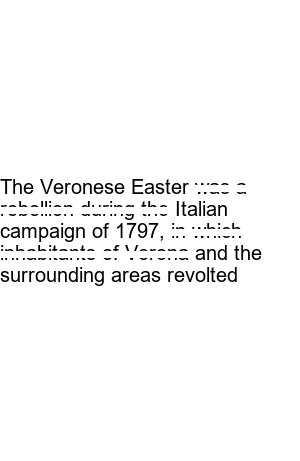 The Veronese Easter was a
rebellion during the Italian
campaign of 1797, in which
inhabitants of Verona and the
surrounding areas revolted